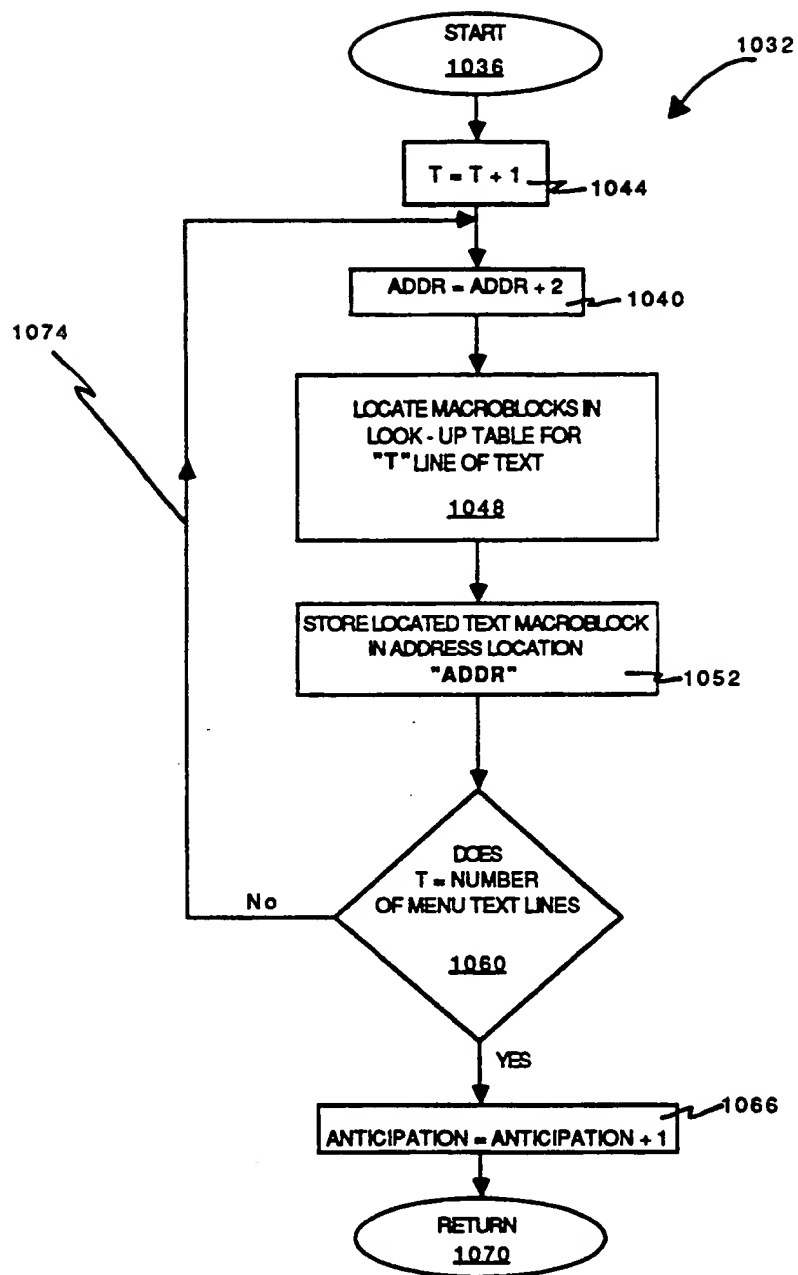 START
1036
1032
T = T + 1
1044
ADDR = ADDR + 2
1040
1074
LOCATE MACROBLOCKS IN
LOOK - UP TABLE FOR
"T" LINE OF TEXT
1048
STORE LOCATED TEXT MACROBLOCK
IN ADDRESS LOCATION
"ADDR"
1052
DOES
T = NUMBER
OF MENU TEXT LINES
1060
No
YES
1066
ANTICIPATION = ANTICIPATION + 1
RETURN
1070